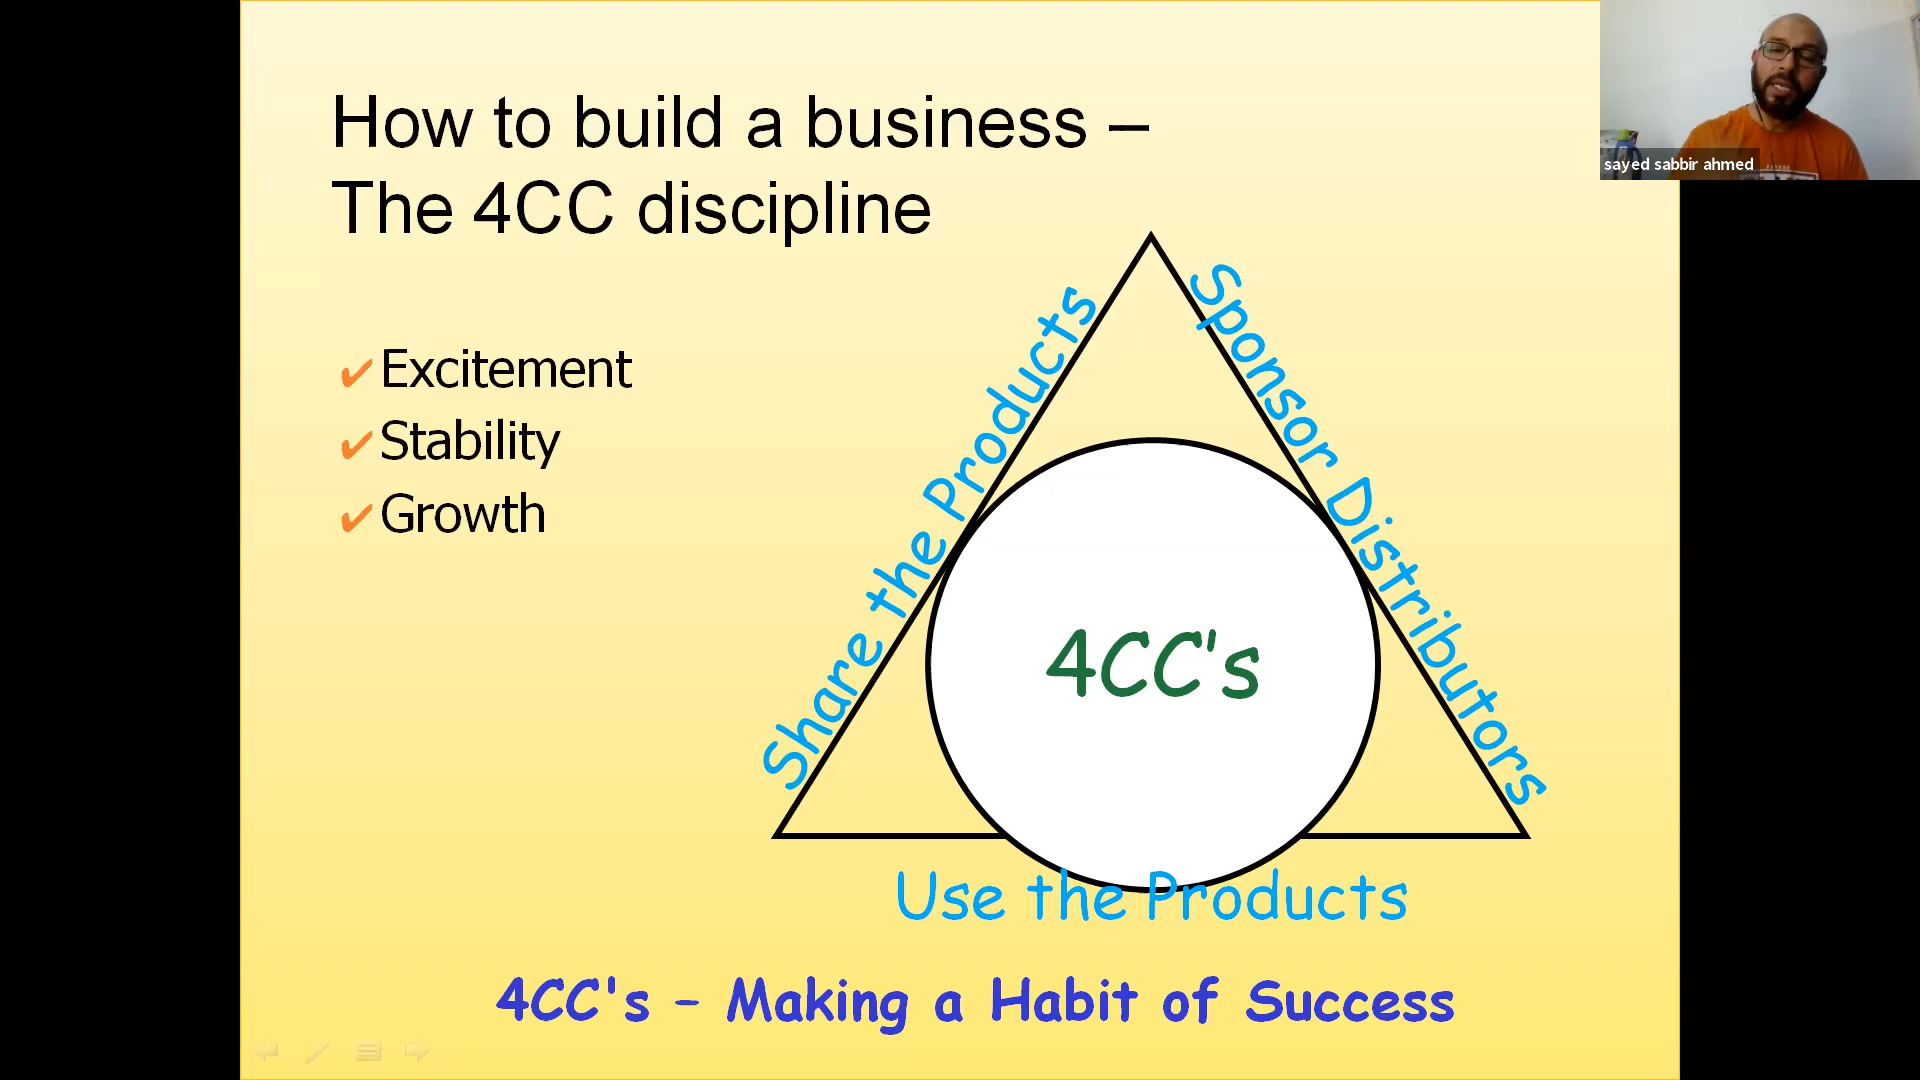 How to build a business –
The 4CC discipline
sayed sabbir ahmed
✔Excitement
✔Stability
✔Growth
Share the Products
Sponsor Distributors
4CC's
Use the Products
4CC's – Making a Habit of Success